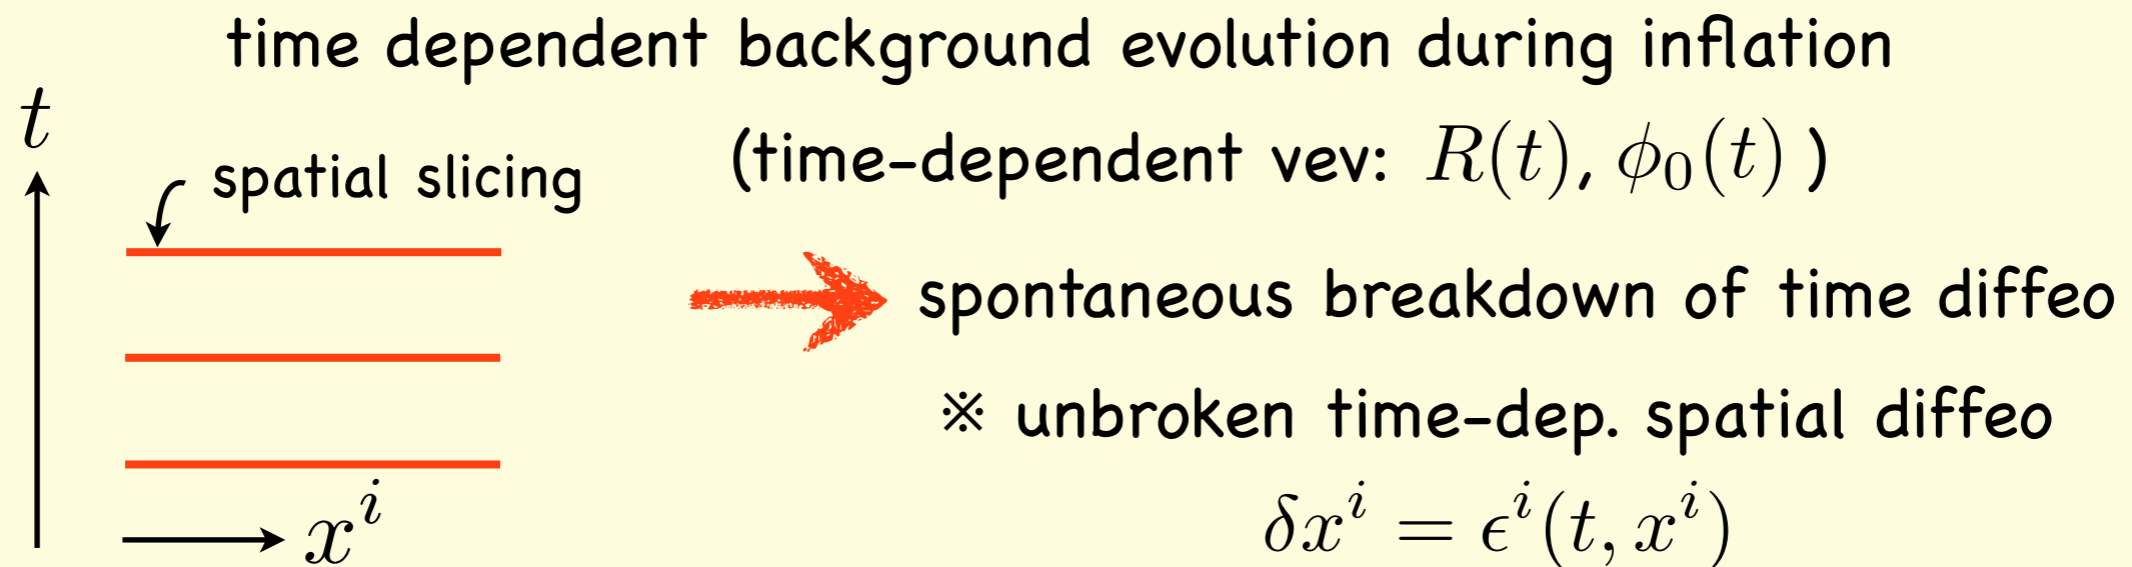 time dependent background evolution during inflation
t
spatial slicing
(time-dependent vev: R(t), ϕ₀(t) )
spontaneous breakdown of time diffeo
※ unbroken time-dep. spatial diffeo
xⁱ
δxⁱ = ϵⁱ(t, xⁱ)